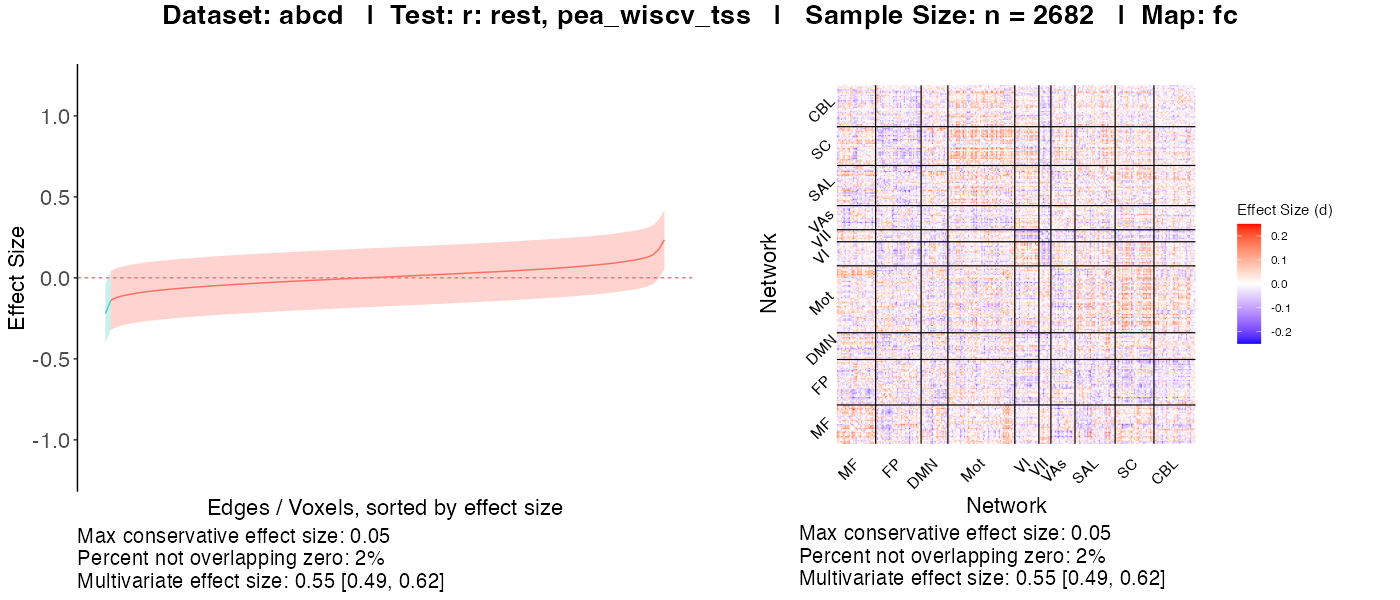 Dataset: abcd | Test: r: rest, pea_wiscv_tss | Sample Size: n = 2682 | Map: fc
Effect Size
1.0
0.5
0.0
-0.5
-1.0
Edges / Voxels, sorted by effect size
Max conservative effect size: 0.05
Percent not overlapping zero: 2%
Multivariate effect size: 0.55 [0.49, 0.62]
Network
CBL
SC
SAL
VAs
VII
VI
Mot
DMN
FP
MF
MF FP DMN Mot VI VII VAs SAL SC CBL
Network
Max conservative effect size: 0.05
Percent not overlapping zero: 2%
Multivariate effect size: 0.55 [0.49, 0.62]
Effect Size (d)
0.2
0.1
0.0
-0.1
-0.2